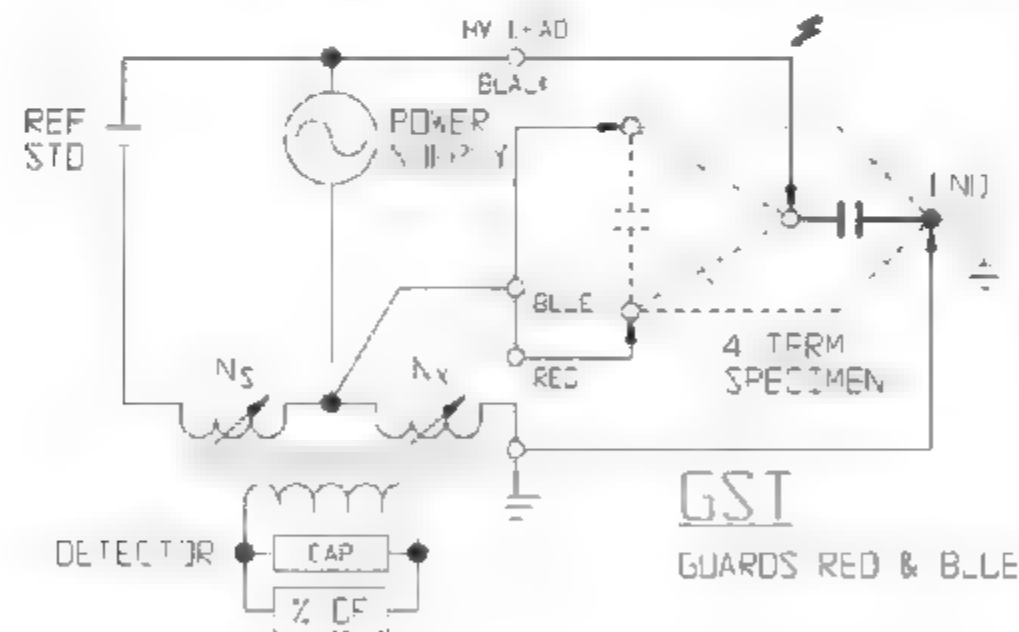 HV LEAD
BLACK
REF
STD
POWER
SUPPLY
BLUE
RED
4 TERM
SPECIMEN
NS
NX
GST
GUARDS RED & BLUE
DETECTOR
CAP
% DF